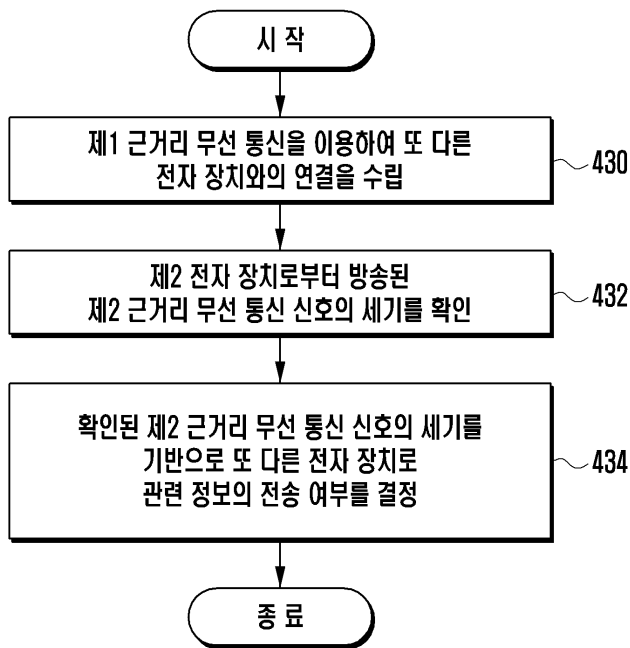 시 작
제1 근거리 무선 통신을 이용하여 또 다른
전자 장치와의 연결을 수립
430
제2 전자 장치로부터 방송된
제2 근거리 무선 통신 신호의 세기를 확인
432
확인된 제2 근거리 무선 통신 신호의 세기를
기반으로 또 다른 전자 장치로
관련 정보의 전송 여부를 결정
434
종 료